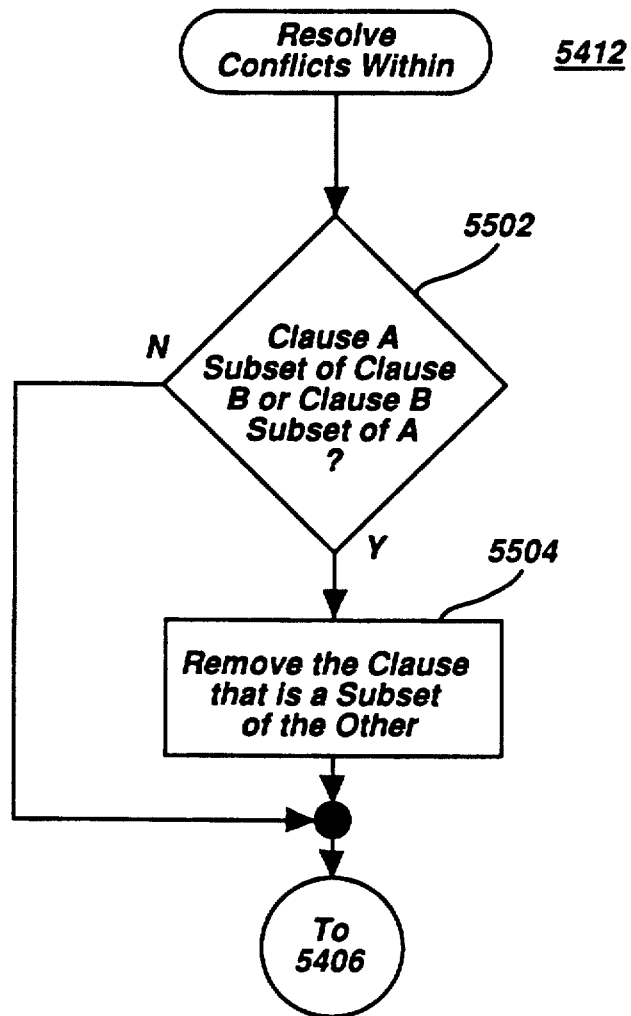 Resolve
Conflicts Within
5412
5502
N
Clause A
Subset of Clause
B or Clause B
Subset of A
?
Y
5504
Remove the Clause
that is a Subset
of the Other
To
5406